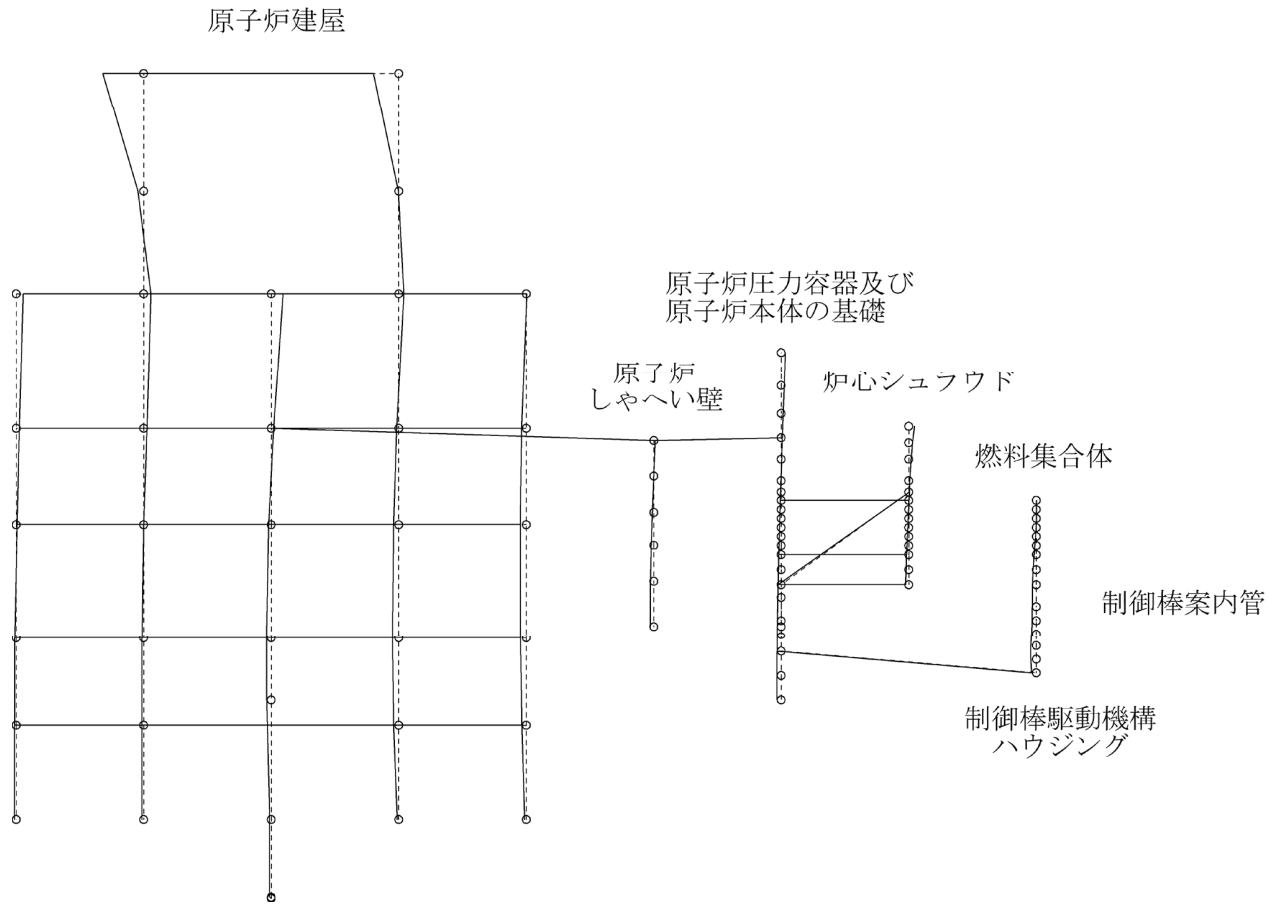 原子炉建屋
原子炉圧力容器及び
原子炉本体の基礎
原子炉
しゃへい壁
炉心シュラウド
燃料集合体
制御棒案内管
制御棒駆動機構
ハウジング